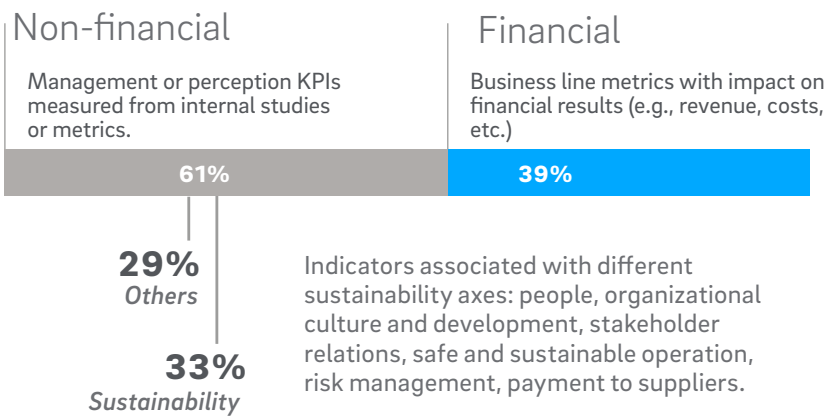 Non-financial
Management or perception KPIs
measured from internal studies
or metrics.
Financial
Business line metrics with impact on
financial results (e.g., revenue, costs,
etc.)
61%
39%
29%
Others
33%
Sustainability
Indicators associated with different
sustainability axes: people, organizational
culture and development, stakeholder
relations, safe and sustainable operation,
risk management, payment to suppliers.